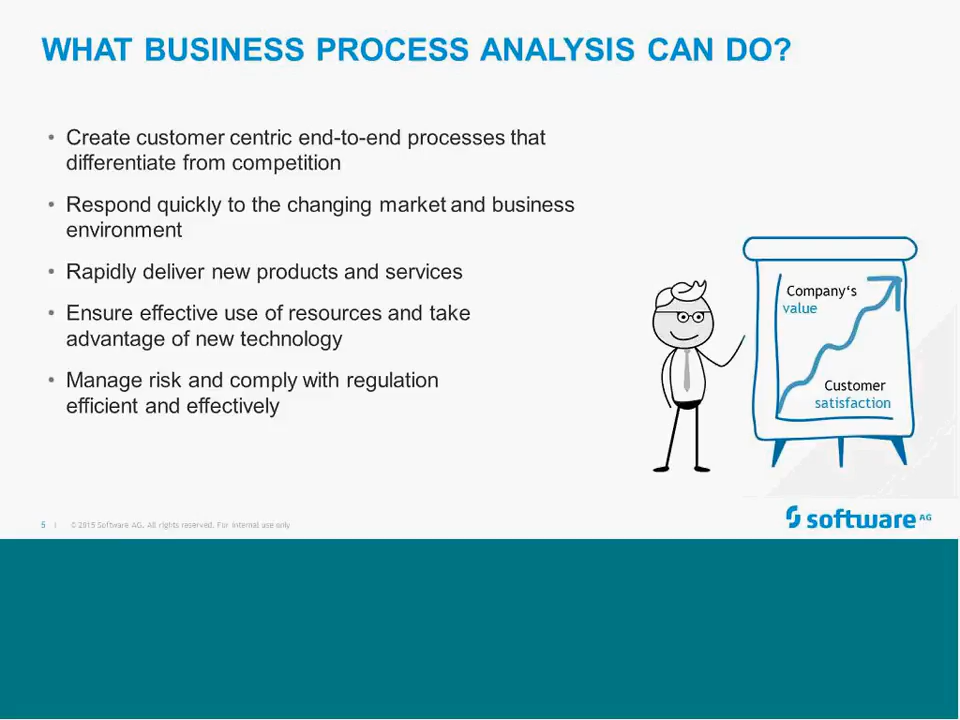 WHAT BUSINESS PROCESS ANALYSIS CAN DO?
• Create customer centric end-to-end processes that
differentiate from competition
• Respond quickly to the changing market and business
environment
• Rapidly deliver new products and services
• Ensure effective use of resources and take
advantage of new technology
• Manage risk and comply with regulation
efficient and effectively
Company‘s
value
Customer
satisfaction
5 | © 2015 Software AG. All rights reserved. For internal use only
software AG